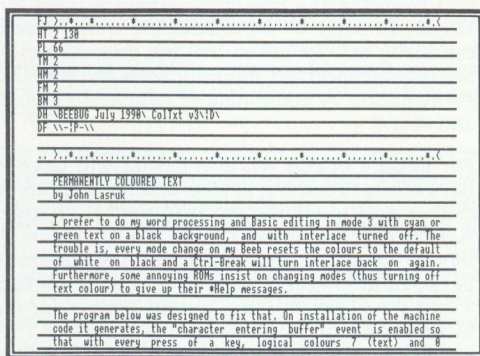 FJ >..*...*.......*.......*.......*.......*.......*.......*.......*.......*.<
HT 2 130
PL 66
TM 2
HM 2
FM 2
BM 3
DH \BEEBUG July 1990\ ColTxt v3\¦D\
DF \\-¦P-\\
.. >..*...*.......*.......*.......*.......*.......*.......*.......*.......*.<
PERMANENTLY COLOURED TEXT
by John Lasruk
I prefer to do my word processing and Basic editing in mode 3 with cyan or
green text on a black background, and with interlace turned off. The
trouble is, every mode change on my Beeb resets the colours to the default
of white on black and a Ctrl-Break will turn interlace back on again.
Furthermore, some annoying ROMs insist on changing modes (thus turning off
text colour) to give up their *Help messages.
The program below was designed to fix that. On installation of the machine
code it generates, the "character entering buffer" event is enabled so
that with every press of a key, logical colours 7 (text) and 0